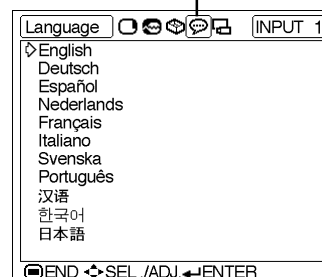 Language INPUT 1
English
Deutsch
Español
Nederlands
Français
Italiano
Svenska
Português
汉语
한국어
日本語
END SEL./ADJ. ENTER